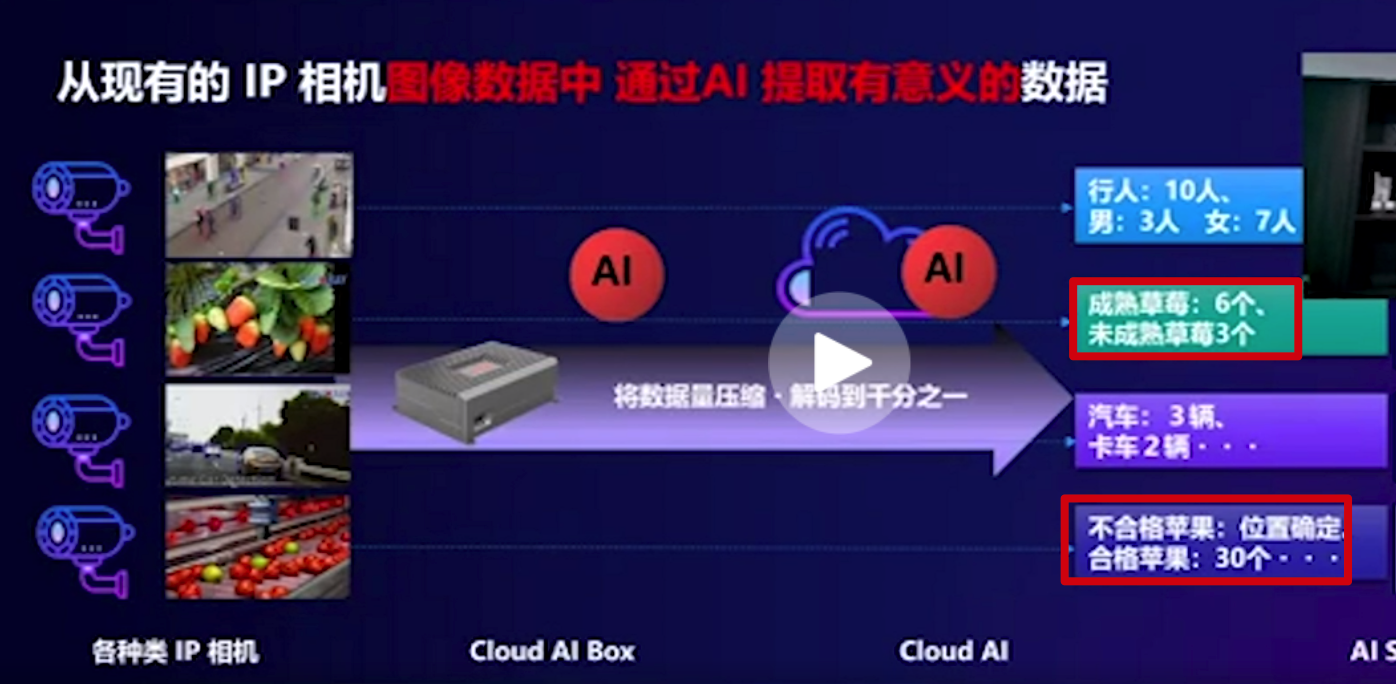 从现有的 IP 相机图像数据中 通过AI 提取有意义的数据
行人：10人、
男：3人 女：7人
AI
AI
成熟草莓：6个、
未成熟草莓3个
将数据量压缩·解码到千分之一
汽车：3辆、
卡车2辆···
不合格苹果：位置确定.
合格苹果：30个···
各种类 IP 相机
Cloud AI Box
Cloud AI
AI S